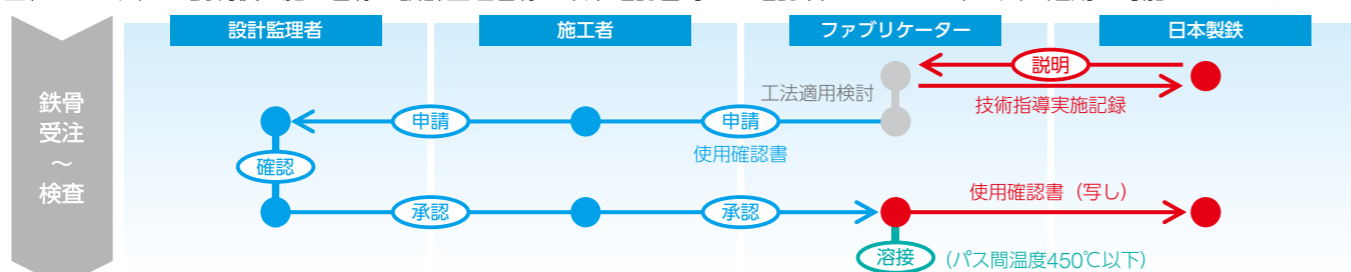 設計監理者
施工者
ファブリケーター
日本製鉄
鉄骨
受注
～
検査
説明
工法適用検討
技術指導実施記録
申請
申請
使用確認書
確認
使用確認書（写し）
承認
承認
溶接
（パス間温度450℃以下）